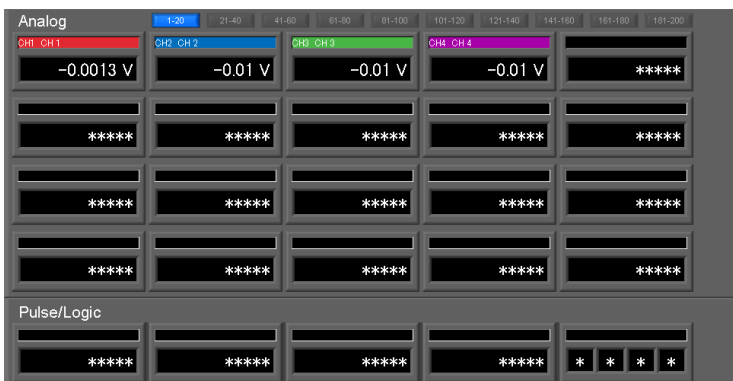 Analog 1-20 21-40 41-60 61-80 81-100 101-120 121-140 141-160 161-180 181-200
CH1 CH 1 CH2 CH 2 CH3 CH 3 CH4 CH 4
-0.0013 V -0.01 V -0.01 V -0.01 V *****
***** ***** ***** ***** *****
***** ***** ***** ***** *****
***** ***** ***** ***** *****
Pulse/Logic
***** ***** ***** ***** * * * *